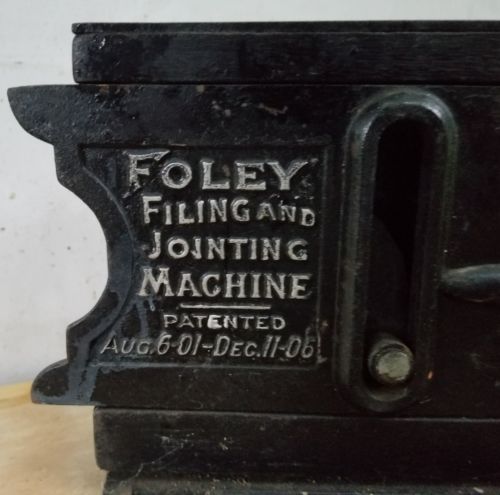 FOLEY
FILING AND
JOINTING
MACHINE
PATENTED
AUG.6-01-DEC.11-06